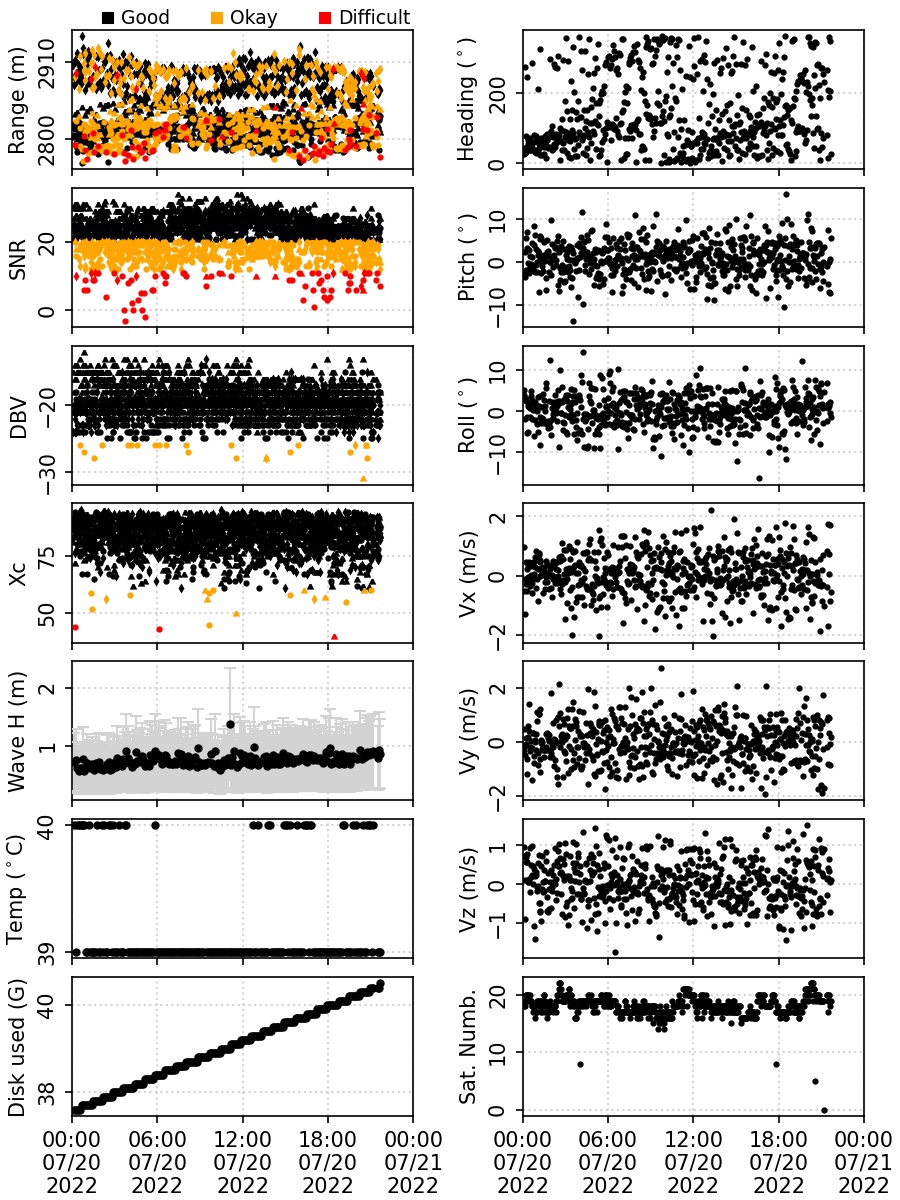 Good Okay Difficult
Range (m)
2910
2800
Heading (°)
200
0
SNR
20
0
Pitch (°)
10
0
−10
DBV
−20
−30
Roll (°)
10
0
−10
Xc
75
50
Vx (m/s)
2
0
−2
Wave H (m)
2
1
Vy (m/s)
2
0
−2
Temp (°C)
40
39
Vz (m/s)
1
0
−1
Disk used (G)
40
38
Sat. Numb.
20
10
0
00:00 06:00 12:00 18:00 00:00
07/20 07/20 07/20 07/20 07/21
2022 2022 2022 2022 2022
00:00 06:00 12:00 18:00 00:00
07/20 07/20 07/20 07/20 07/21
2022 2022 2022 2022 2022